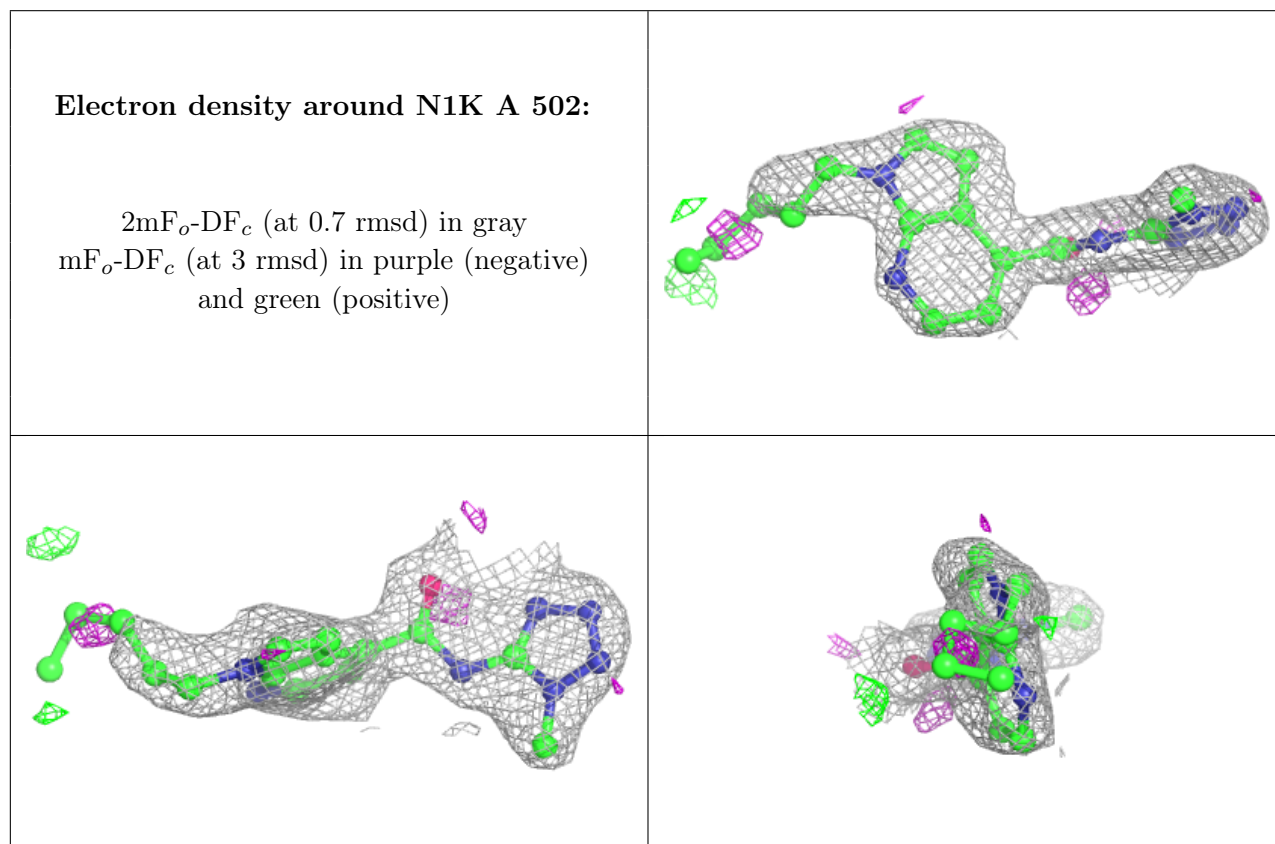 Electron density around N1K A 502:
2mFo-DFc (at 0.7 rmsd) in gray
mFo-DFc (at 3 rmsd) in purple (negative)
and green (positive)